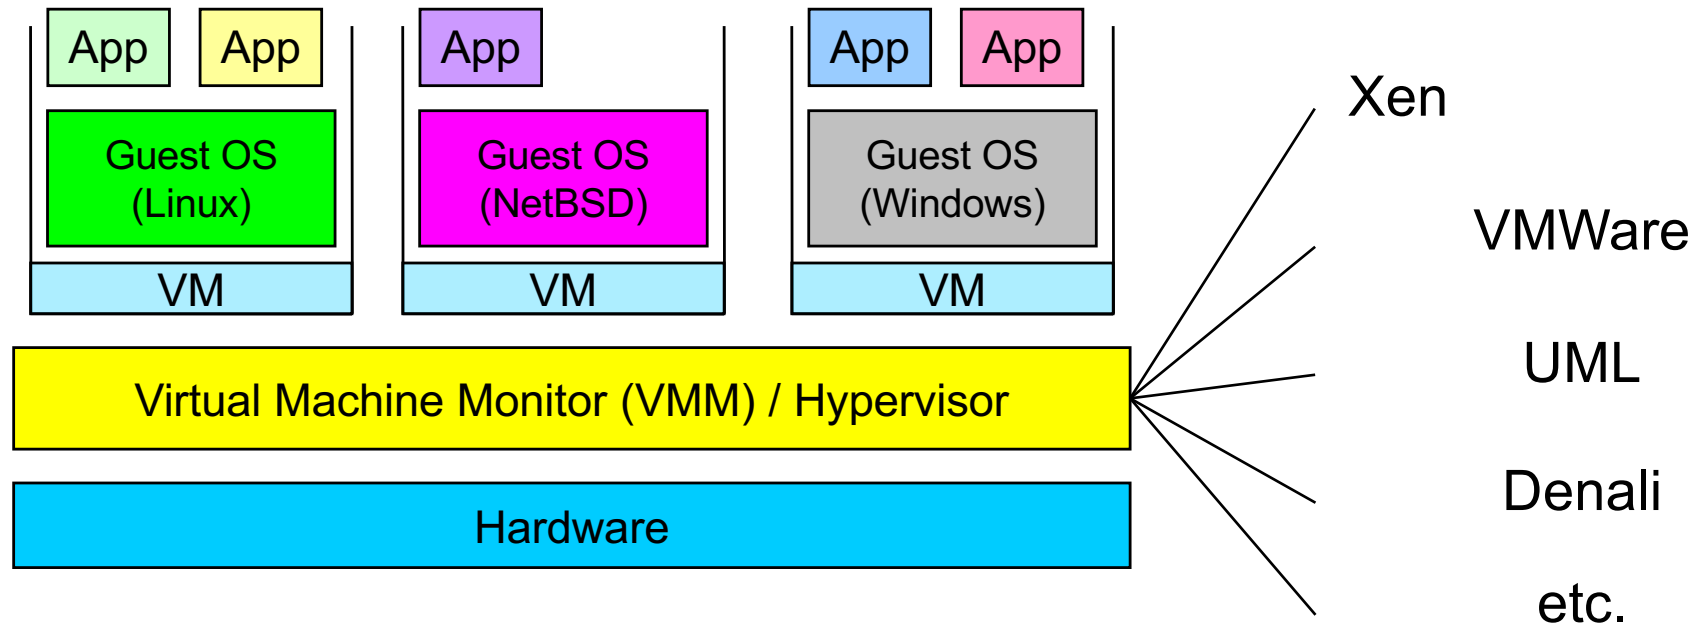 App
App
App
App
App
Guest OS
(Linux)
Guest OS
(NetBSD)
Guest OS
(Windows)
VM
VM
VM
Virtual Machine Monitor (VMM) / Hypervisor
Hardware
Xen
VMWare
UML
Denali
etc.